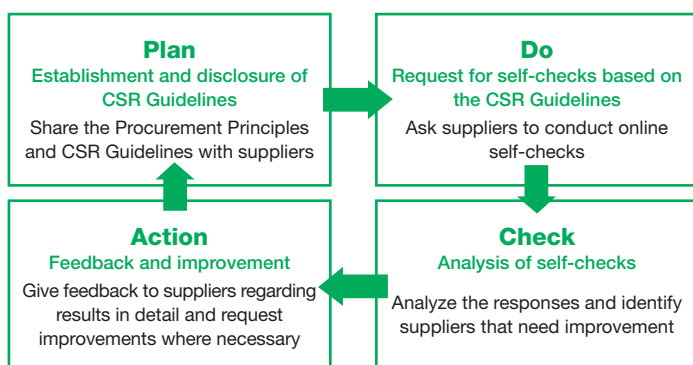 Plan
Establishment and disclosure of
CSR Guidelines
Share the Procurement Principles
and CSR Guidelines with suppliers
Do
Request for self-checks based on
the CSR Guidelines
Ask suppliers to conduct online
self-checks
Check
Analysis of self-checks
Analyze the responses and identify
suppliers that need improvement
Action
Feedback and improvement
Give feedback to suppliers regarding
results in detail and request
improvements where necessary